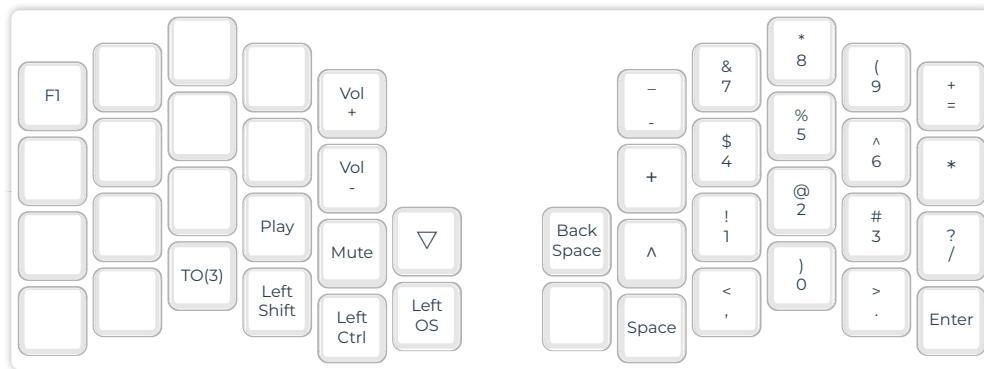 F1
Vol
+
Vol
-
Play
Mute
▽
TO(3)
Left
Shift
Left
Ctrl
Left
OS
_
-
&
7
*
8
(
9
+
=
+
$
4
%
5
^
6
*
Back
Space
^
!
1
@
2
#
3
?
/
Space
<
,
)
0
>
.
Enter